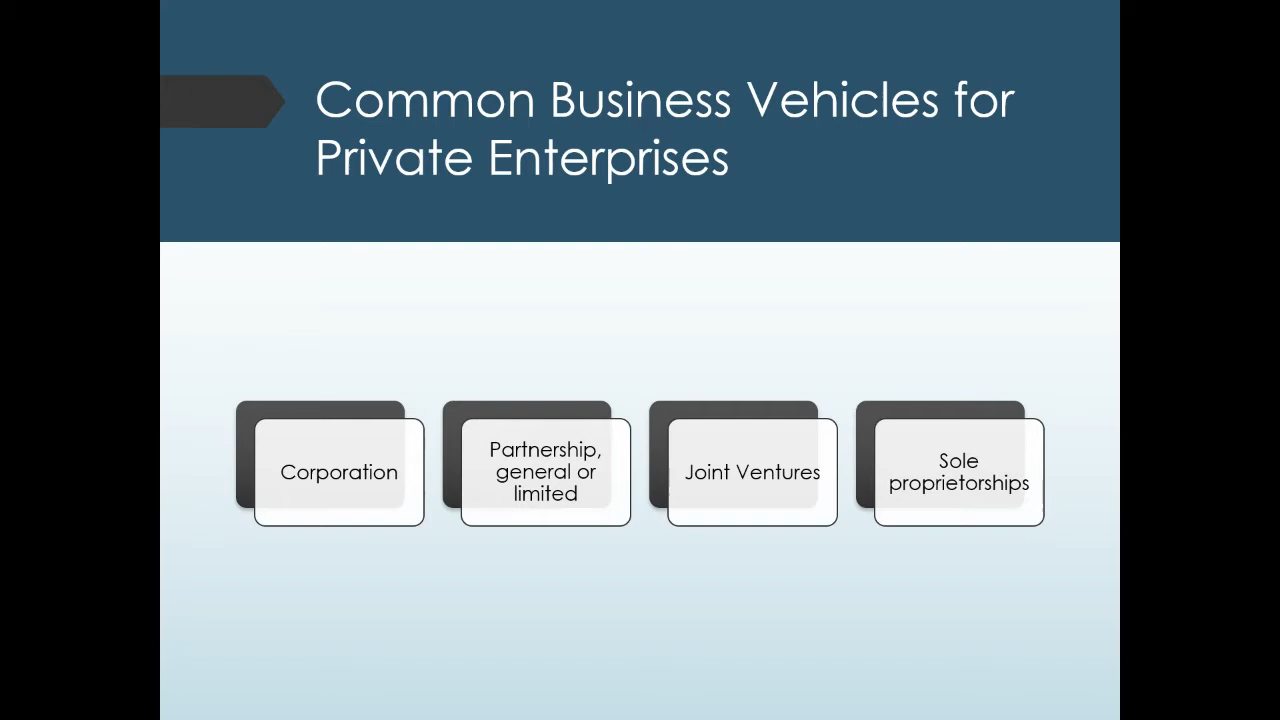 Common Business Vehicles for
Private Enterprises
Corporation
Partnership,
general or
limited
Joint Ventures
Sole
proprietorships